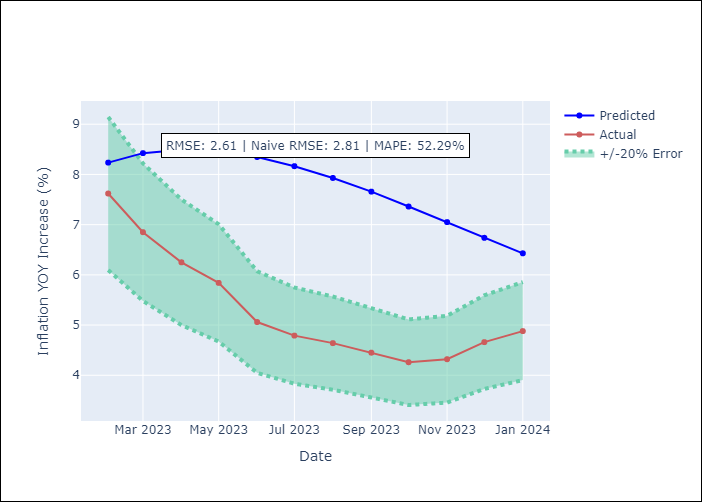 RMSE: 2.61 | Naive RMSE: 2.81 | MAPE: 52.29%
Predicted
Actual
+/-20% Error
Inflation YOY Increase (%)
9
8
7
6
5
4
Mar 2023 May 2023 Jul 2023 Sep 2023 Nov 2023 Jan 2024
Date